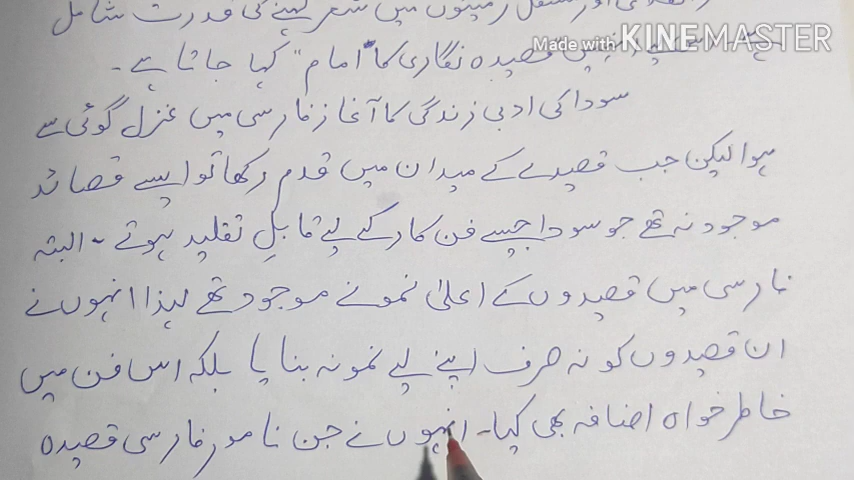 اور مشکل زمینوں میں شعر کہنے کی قدرت شامل
Made with KINEMASTER
انہیں قصیدہ نگاری کا "امام" کہا جاتا ہے۔
سودا کی ادبی زندگی کا آغاز فارسی میں غزل گوئی سے
ہوا لیکن جب قصیدے کے میدان میں قدم رکھا تو ایسے قصائد
موجود نہ تھے جو سودا جیسے فن کار کے لیے قابلِ تقلید ہوتے ۔ البتہ
فارسی میں قصیدوں کے اعلیٰ نمونے موجود تھے لہذا انہوں نے
ان قصیدوں کو نہ صرف اپنے لیے نمونہ بنایا بلکہ اس فن میں
خاطر خواہ اضافہ بھی کیا۔ انہوں نے جن نامور فارسی قصیدہ